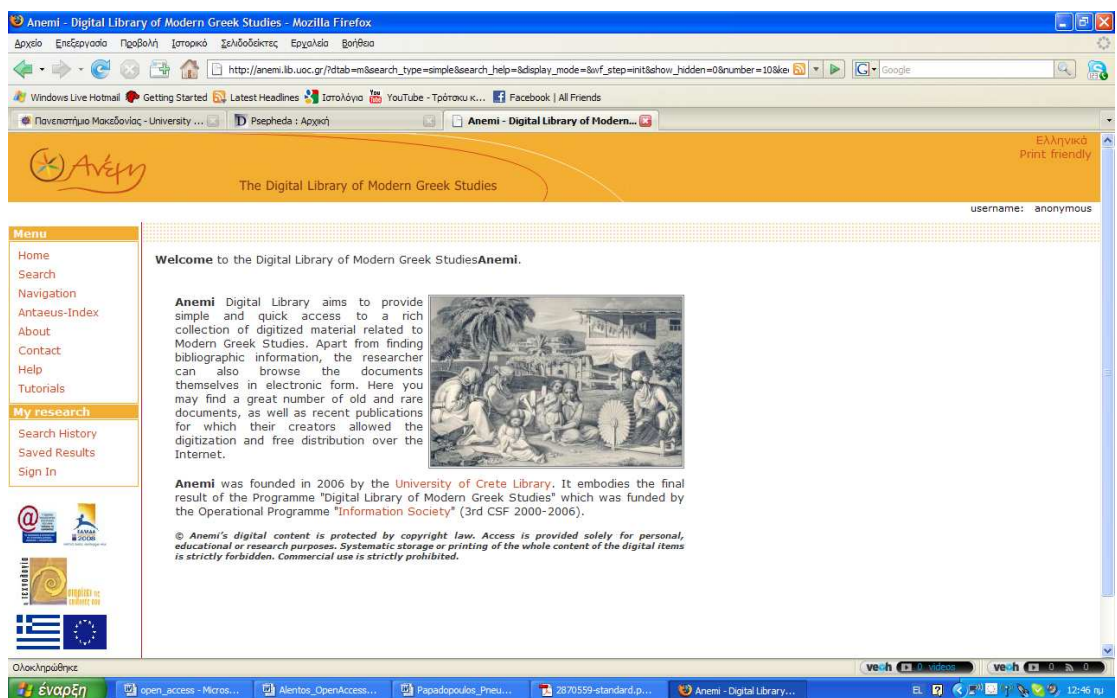 Anemi - Digital Library of Modern Greek Studies - Mozilla Firefox
Αρχείο Επεξεργασία Προβολή Ιστορικό Σελιδοδείκτες Εργαλεία Βοήθεια
http://anemi.lib.uoc.gr/?dtab=m&search_type=simple&search_help=&display_mode=&wf_step=init&show_hidden=0&number=10&ke Google
Windows Live Hotmail Getting Started Latest Headlines Ιστολόγιο YouTube - Τρόποκυ κ... Facebook | All Friends
Πανεπιστήμιο Μακεδονίας - University ... Psepheda : Αρχική Anemi - Digital Library of Modern...
Ελληνικά
Print friendly
Ανέμη
The Digital Library of Modern Greek Studies
username: anonymous
Menu
Home
Search
Navigation
Antaeus-Index
About
Contact
Help
Tutorials
My research
Search History
Saved Results
Sign In
Welcome to the Digital Library of Modern Greek StudiesAnemi.
Anemi Digital Library aims to provide
simple and quick access to a rich
collection of digitized material related to
Modern Greek Studies. Apart from finding
bibliographic information, the researcher
can also browse the documents
themselves in electronic form. Here you
may find a great number of old and rare
documents, as well as recent publications
for which their creators allowed the
digitization and free distribution over the
Internet.
Anemi was founded in 2006 by the University of Crete Library. It embodies the final
result of the Programme "Digital Library of Modern Greek Studies" which was funded by
the Operational Programme "Information Society" (3rd CSF 2000-2006).
© Anemi's digital content is protected by copyright law. Access is provided solely for personal,
educational or research purposes. Systematic storage or printing of the whole content of the digital items
is strictly forbidden. Commercial use is strictly prohibited.
Ολοκληρώθηκε
veoh 0 videos veoh 0 0
έναρξη open_access - Micros... Alentos_OpenAccess... Papadopoulos_Pneu... 2870559-standard.p... Anemi - Digital Library... EL 12:46 πμ